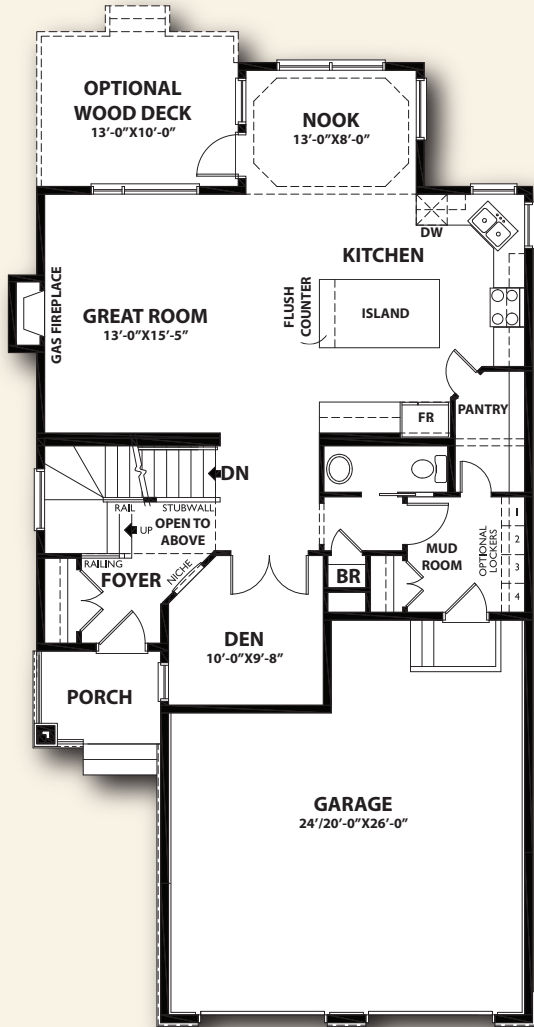 OPTIONAL
WOOD DECK
13'-0"X10'-0"
NOOK
13'-0"X8'-0"
DW
KITCHEN
GAS FIREPLACE
GREAT ROOM
13'-0"X15'-5"
FLUSH
COUNTER
ISLAND
FR
PANTRY
DN
RAIL
STUBWALL
UP
OPEN TO
ABOVE
RAILING
FOYER
NICHE
BR
MUD
ROOM
OPTIONAL
LOCKERS
1
2
3
4
DEN
10'-0"X9'-8"
PORCH
GARAGE
24'/20'-0"X26'-0"